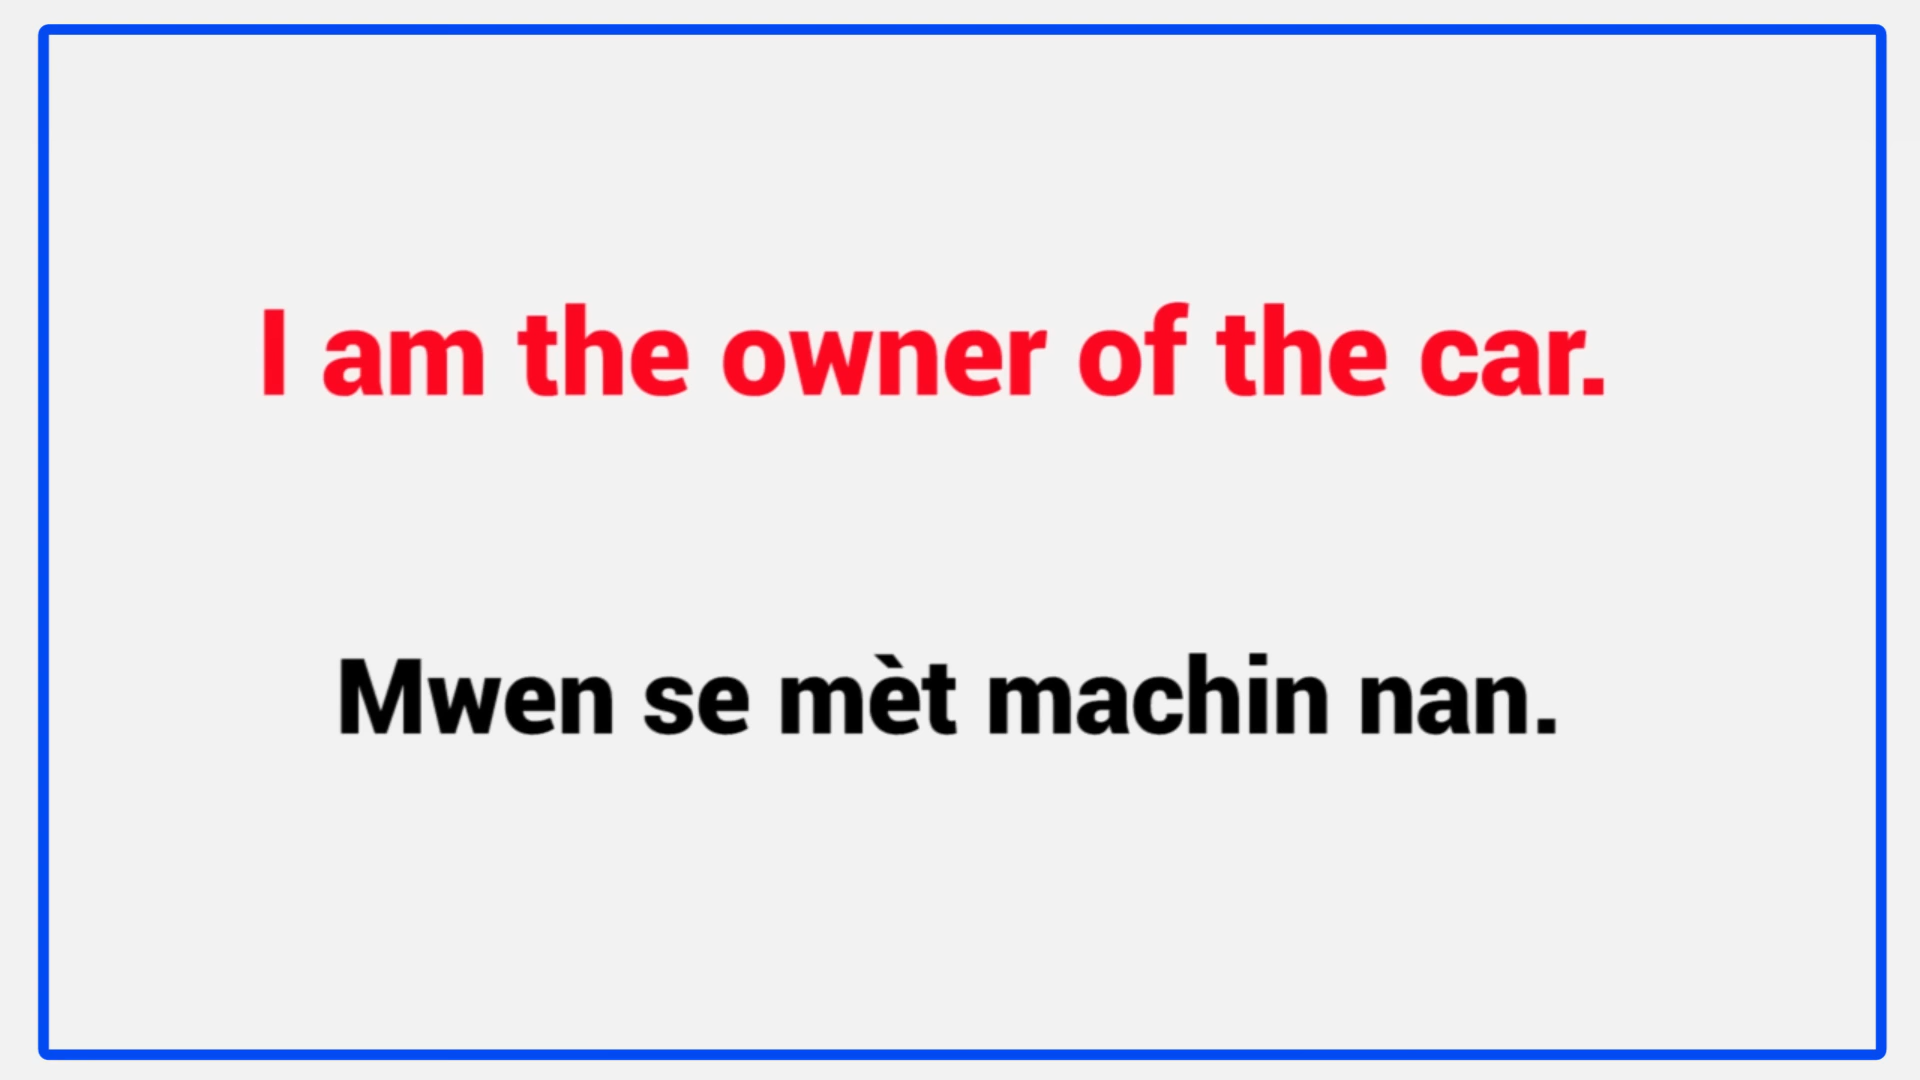 I am the owner of the car.
Mwen se mèt machin nan.